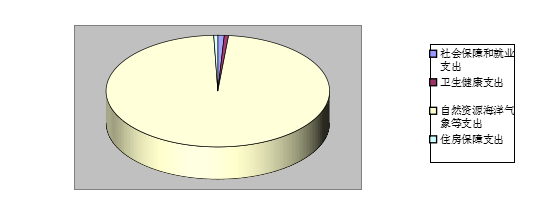 社会保障和就业
支出
卫生健康支出
自然资源海洋气
象等支出
住房保障支出